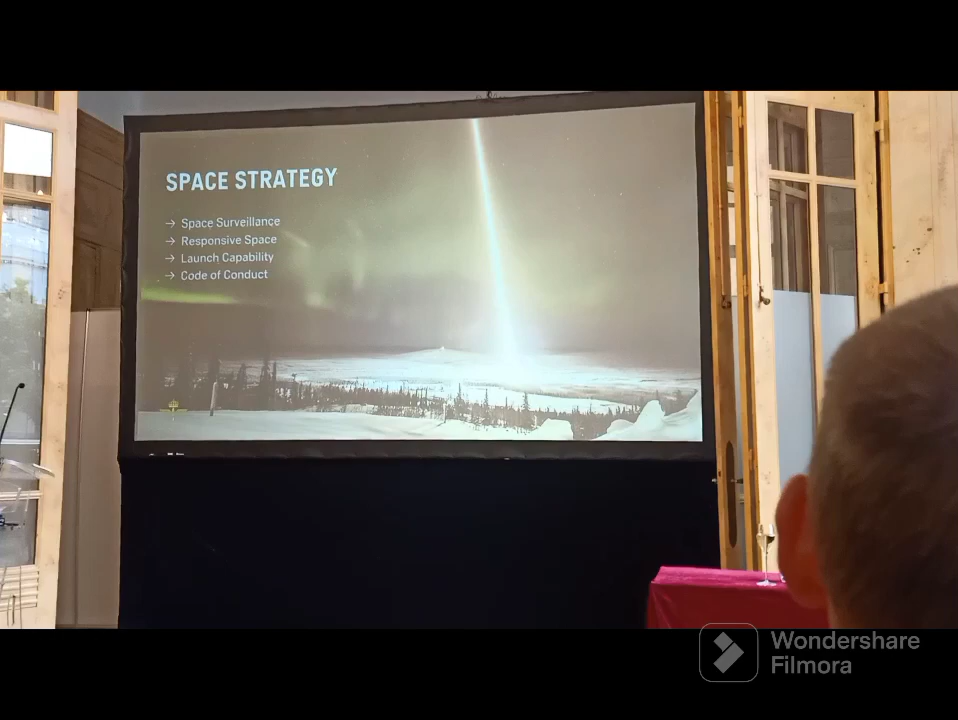 SPACE STRATEGY
→ Space Surveillance
→ Responsive Space
→ Launch Capability
→ Code of Conduct
Wondershare
Filmora